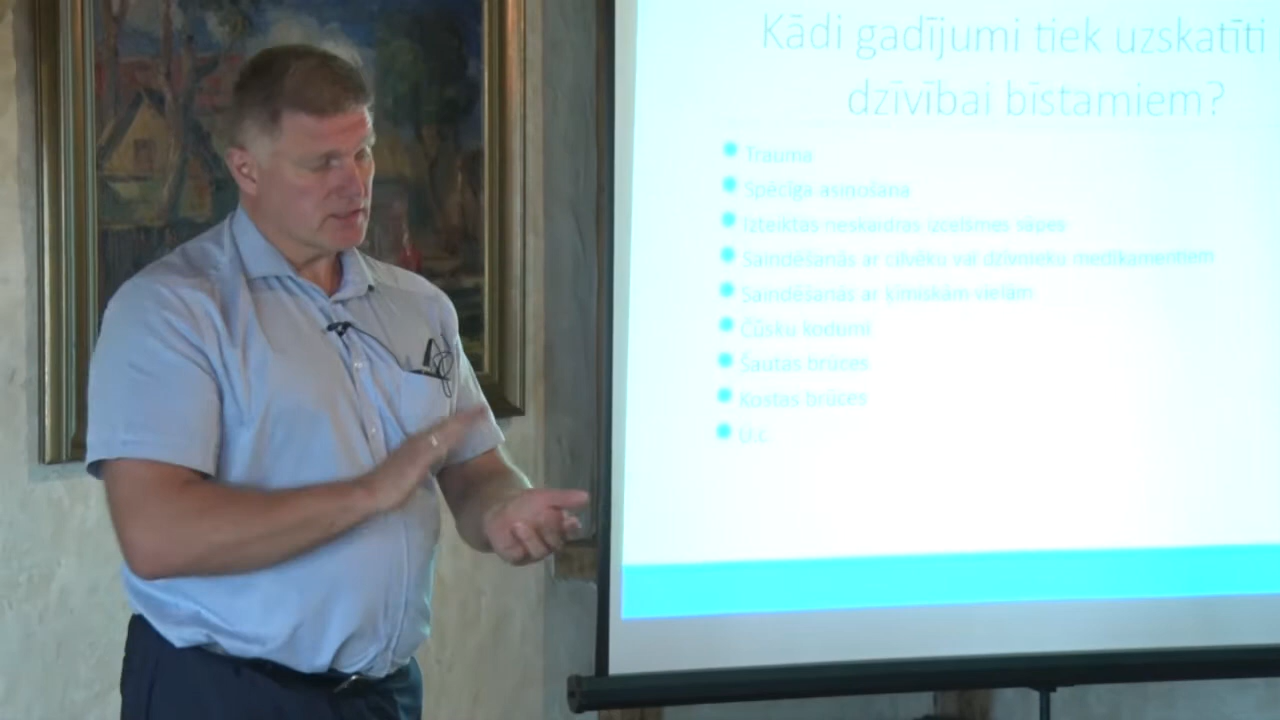 Kādi gadījumi tiek uzskatīti
dzīvībai bīstamiem?
Trauma
Spēcīga asiņošana
Izteiktas neskaidras izcelsmes sāpes
Saindēšanās ar cilvēku vai dzīvnieku medikamentiem
Saindēšanās ar ķīmiskām vielām
Čūsku kodumi
Šautas brūces
Kostas brūces
U.c.